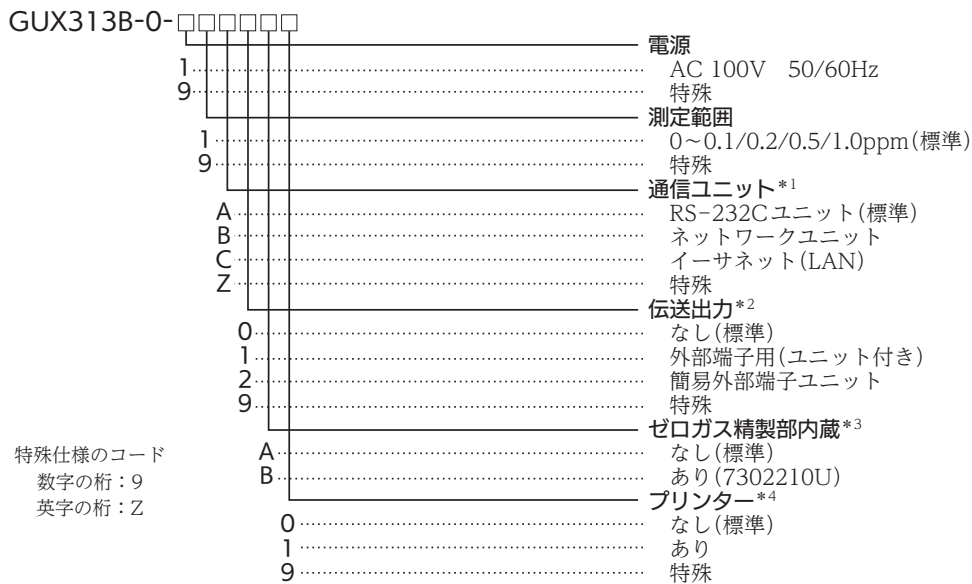 GUX313B-0-□□□□□□
電源
1 AC 100V 50/60Hz
9 特殊
測定範囲
1 0~0.1/0.2/0.5/1.0ppm(標準)
9 特殊
通信ユニット*1
A RS-232Cユニット(標準)
B ネットワークユニット
C イーサネット(LAN)
Z 特殊
伝送出力*2
0 なし(標準)
1 外部端子用(ユニット付き)
2 簡易外部端子ユニット
9 特殊
ゼロガス精製部内蔵*3
A なし(標準)
B あり(7302210U)
プリンター*4
0 なし(標準)
1 あり
9 特殊
特殊仕様のコード
数字の桁:9
英字の桁:Z